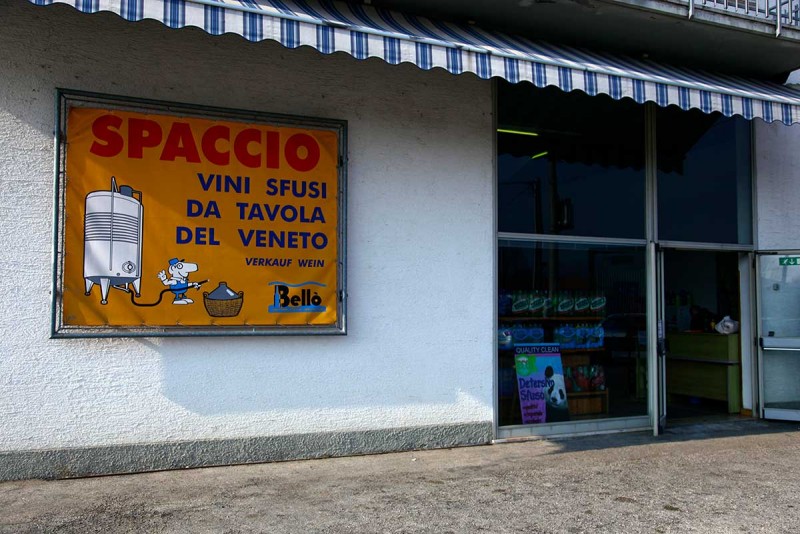 SPACCIO
VINI SFUSI
DA TAVOLA
DEL VENETO
VERKAUF WEIN
Bellò
QUALITY CLEAN
Detersivi
Sfusi